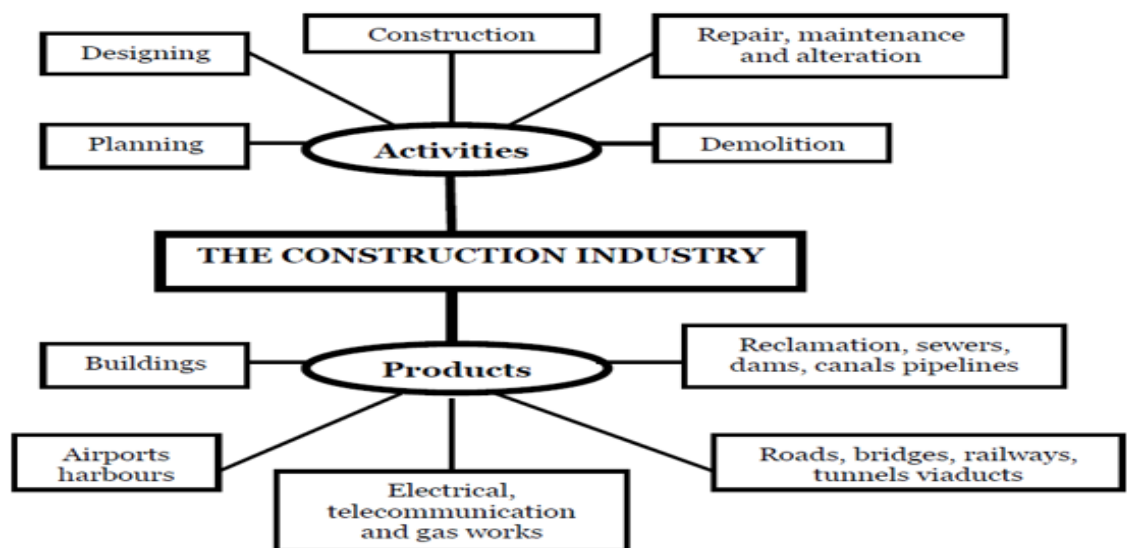 Construction
Designing
Repair, maintenance
and alteration
Planning
Activities
Demolition
THE CONSTRUCTION INDUSTRY
Buildings
Products
Reclamation, sewers,
dams, canals pipelines
Airports
harbours
Electrical,
telecommunication
and gas works
Roads, bridges, railways,
tunnels viaducts